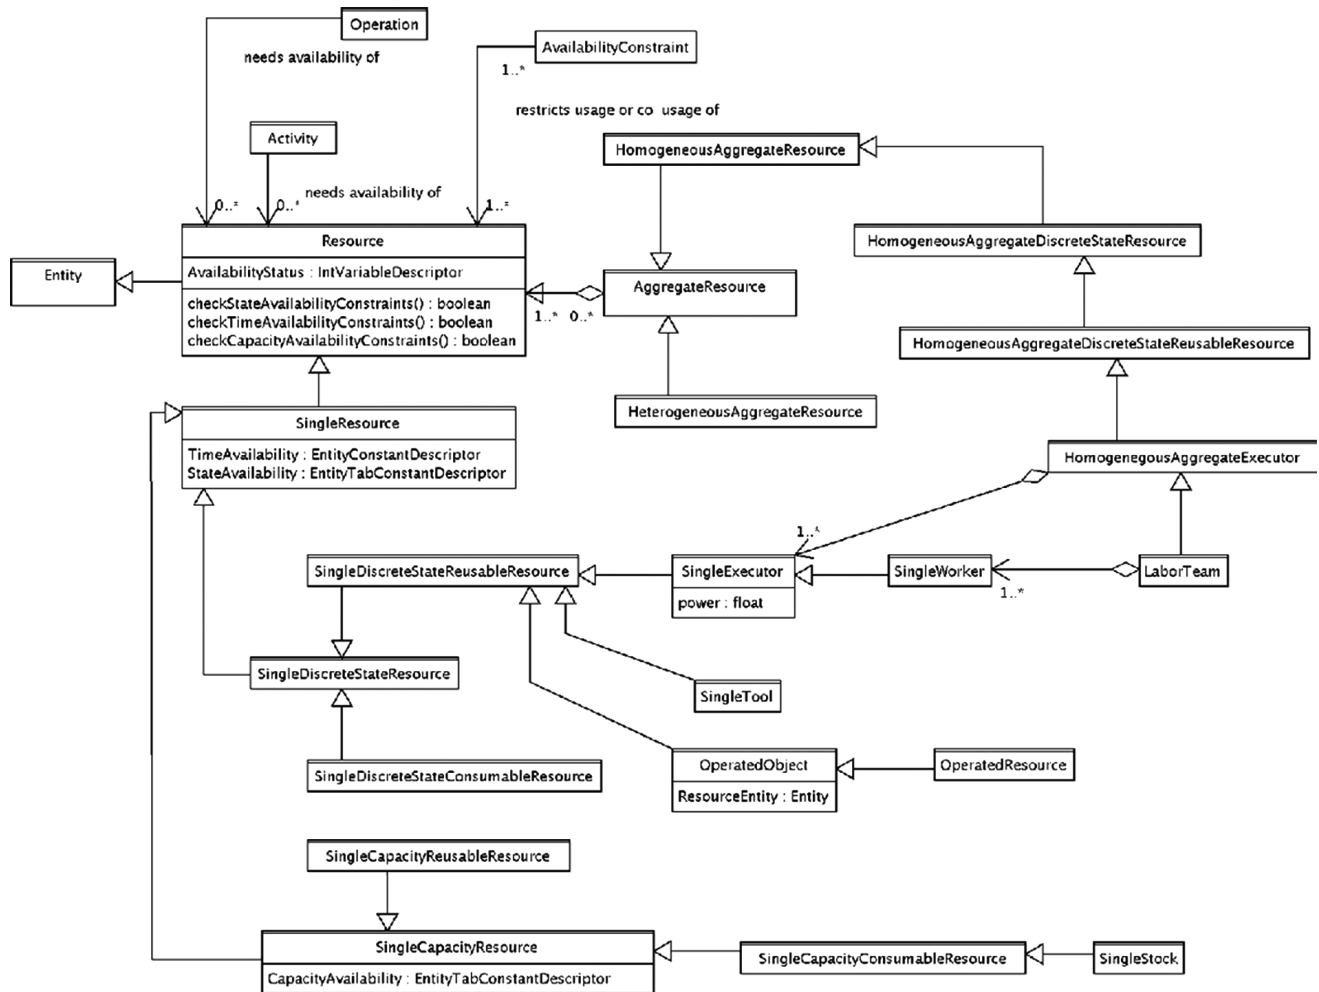 Operation
needs availability of
AvailabilityConstraint
1..*
restricts usage or co usage of
Activity
HomogeneousAggregateResource
needs availability of
0..*
0..*
1..*
Resource
AvailabilityStatus : IntVariableDescriptor
checkStateAvailabilityConstraints() : boolean
checkTimeAvailabilityConstraints() : boolean
checkCapacityAvailabilityConstraints() : boolean
HomogeneousAggregateDiscreteStateResource
Entity
AggregateResource
1..*
0..*
HomogeneousAggregateDiscreteStateReusableResource
HeterogeneousAggregateResource
SingleResource
TimeAvailability : EntityConstantDescriptor
StateAvailability : EntityTabConstantDescriptor
HomogenegousAggregateExecutor
1..*
SingleDiscreteStateReusableResource
SingleExecutor
power : float
SingleWorker
1..*
LaborTeam
SingleDiscreteStateResource
SingleTool
SingleDiscreteStateConsumableResource
OperatedObject
ResourceEntity : Entity
OperatedResource
SingleCapacityReusableResource
SingleCapacityResource
CapacityAvailability : EntityTabConstantDescriptor
SingleCapacityConsumableResource
SingleStock